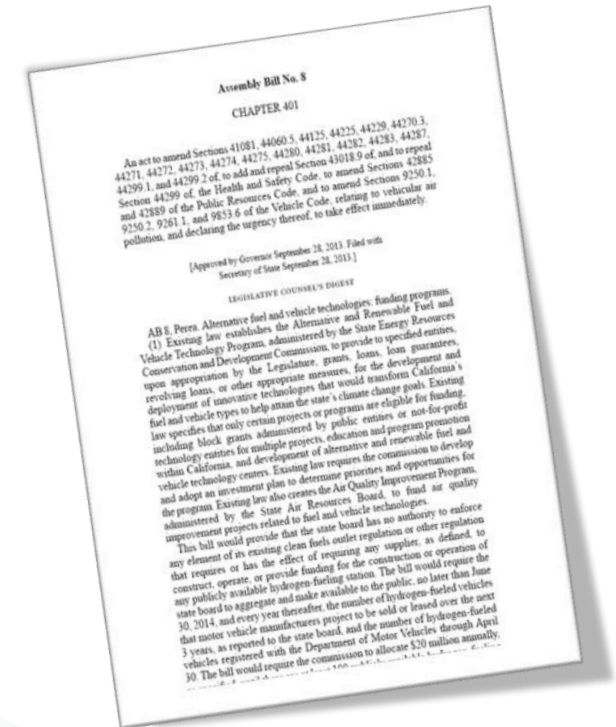 Assembly Bill No. 8
CHAPTER 401
An act to amend Sections 41081, 44060.5, 44125, 44225, 44229, 44270.3,
44271, 44272, 44273, 44274, 44275, 44280, 44281, 44282, 44283, 44287,
44299.1, and 44299.2 of, to add and repeal Section 43018.9 of, and to repeal
Section 44299 of, the Health and Safety Code, to amend Sections 42885
and 42889 of the Public Resources Code, and to amend Sections 9250.1,
9250.2, 9261.1, and 9853.6 of the Vehicle Code, relating to vehicular air
pollution, and declaring the urgency thereof, to take effect immediately.
[Approved by Governor September 28, 2013. Filed with
Secretary of State September 28, 2013.]
LEGISLATIVE COUNSEL'S DIGEST
AB 8, Perea. Alternative fuel and vehicle technologies: funding programs.
(1) Existing law establishes the Alternative and Renewable Fuel and
Vehicle Technology Program, administered by the State Energy Resources
Conservation and Development Commission, to provide to specified entities,
upon appropriation by the Legislature, grants, loans, loan guarantees,
revolving loans, or other appropriate measures, for the development and
deployment of innovative technologies that would transform California's
fuel and vehicle types to help attain the state's climate change goals. Existing
law specifies that only certain projects or programs are eligible for funding,
including block grants administered by public entities or not-for-profit
technology entities for multiple projects, education and program promotion
within California, and development of alternative and renewable fuel and
vehicle technology centers. Existing law requires the commission to develop
and adopt an investment plan to determine priorities and opportunities for
the program. Existing law also creates the Air Quality Improvement Program,
administered by the State Air Resources Board, to fund air quality
improvement projects related to fuel and vehicle technologies.
This bill would provide that the state board has no authority to enforce
any element of its existing clean fuels outlet regulation or other regulation
that requires or has the effect of requiring any supplier, as defined, to
construct, operate, or provide funding for the construction or operation of
any publicly available hydrogen-fueling station. The bill would require the
state board to aggregate and make available to the public, no later than June
30, 2014, and every year thereafter, the number of hydrogen-fueled vehicles
that motor vehicle manufacturers project to be sold or leased over the next
3 years, as reported to the state board, and the number of hydrogen-fueled
vehicles registered with the Department of Motor Vehicles through April
30. The bill would require the commission to allocate $20 million annually,